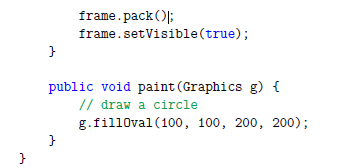 frame.pack();
        frame.setVisible(true);
    }

    public void paint(Graphics g) {
        // draw a circle
        g.fillOval(100, 100, 200, 200);
    }
}